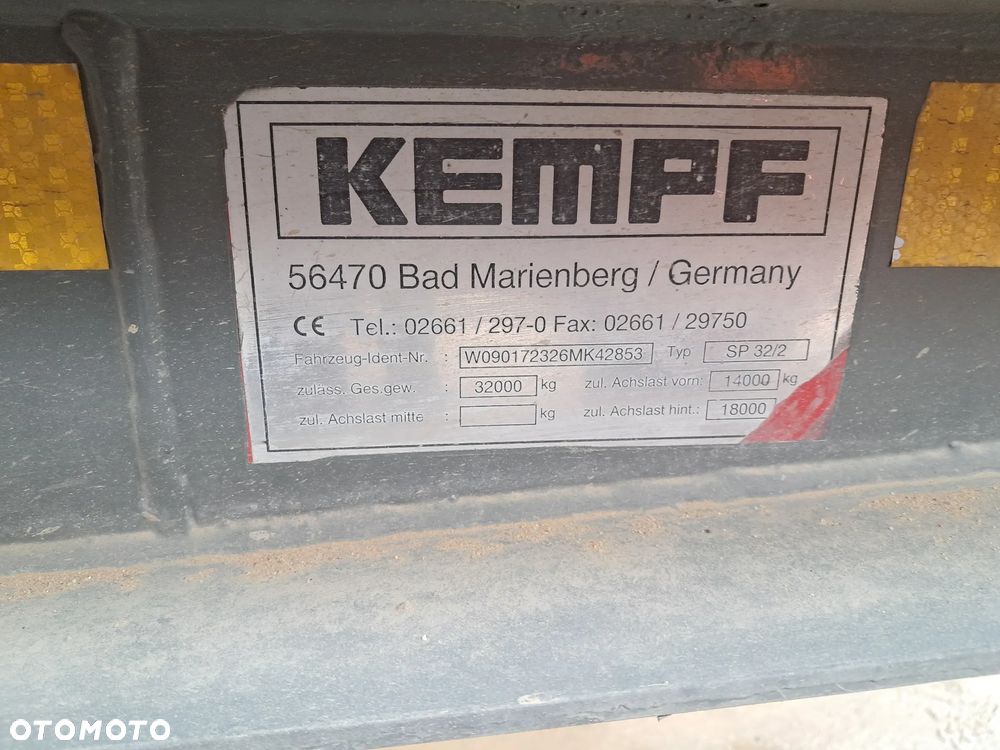 KEMPF
56470 Bad Marienberg / Germany
CE Tel.: 02661 / 297-0 Fax: 02661 / 29750
Fahrzeug-Ident-Nr. : W090172326MK42853 Typ SP 32/2
zuläss. Ges.gew. : 32000 kg zul. Achslast vorn: 14000 kg
zul. Achslast mitte : kg zul. Achslast hint.: 18000
OTOMOTO